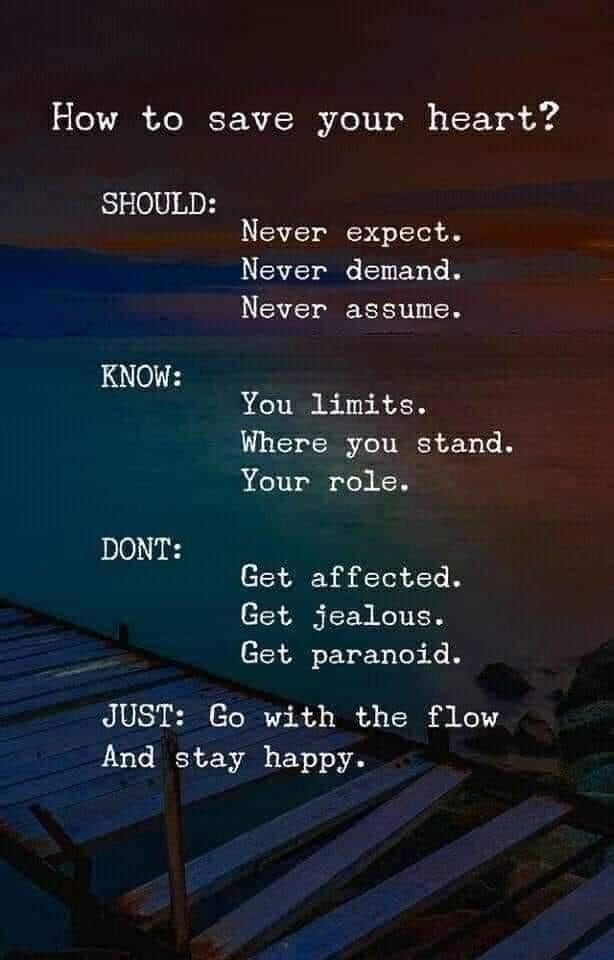 How to save your heart?
SHOULD:
Never expect.
Never demand.
Never assume.
KNOW:
You limits.
Where you stand.
Your role.
DONT:
Get affected.
Get jealous.
Get paranoid.
JUST: Go with the flow
And stay happy.